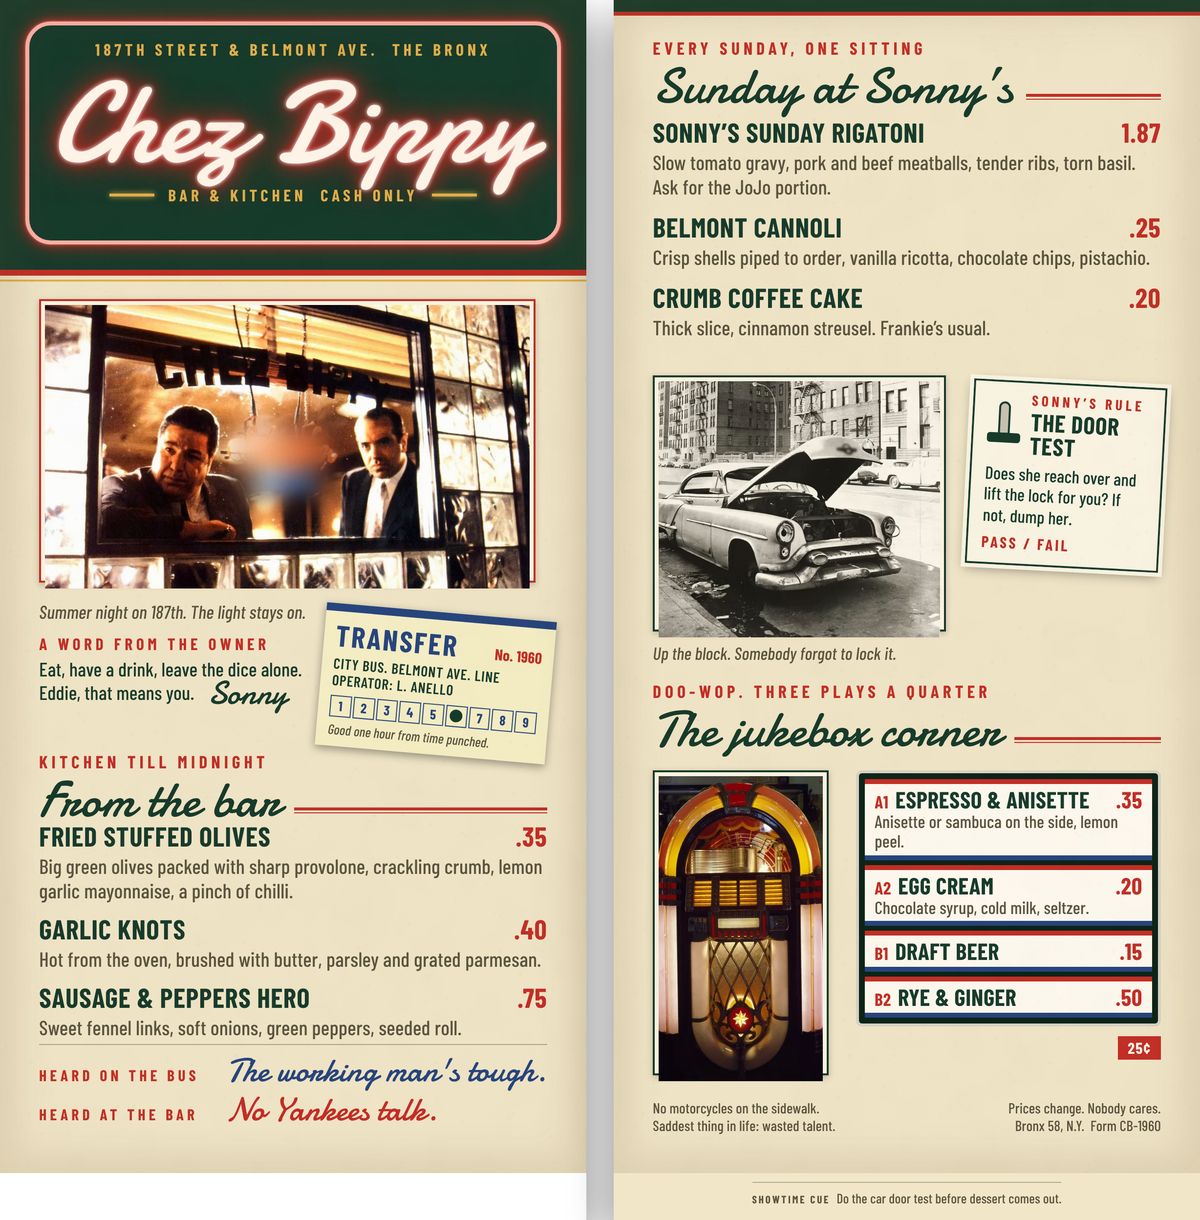 187TH STREET & BELMONT AVE. THE BRONX
Chez Bippy
BAR & KITCHEN CASH ONLY
CHEZ BIPPY
Summer night on 187th. The light stays on.
A WORD FROM THE OWNER
Eat, have a drink, leave the dice alone.
Eddie, that means you. Sonny
TRANSFER
No. 1960
CITY BUS. BELMONT AVE. LINE
OPERATOR: L. ANELLO
1 2 3 4 5 7 8 9
Good one hour from time punched.
KITCHEN TILL MIDNIGHT
From the bar
FRIED STUFFED OLIVES .35
Big green olives packed with sharp provolone, crackling crumb, lemon
garlic mayonnaise, a pinch of chilli.
GARLIC KNOTS .40
Hot from the oven, brushed with butter, parsley and grated parmesan.
SAUSAGE & PEPPERS HERO .75
Sweet fennel links, soft onions, green peppers, seeded roll.
HEARD ON THE BUS The working man's tough.
HEARD AT THE BAR No Yankees talk.
EVERY SUNDAY, ONE SITTING
Sunday at Sonny's
SONNY'S SUNDAY RIGATONI 1.87
Slow tomato gravy, pork and beef meatballs, tender ribs, torn basil.
Ask for the JoJo portion.
BELMONT CANNOLI .25
Crisp shells piped to order, vanilla ricotta, chocolate chips, pistachio.
CRUMB COFFEE CAKE .20
Thick slice, cinnamon streusel. Frankie's usual.
SONNY'S RULE
THE DOOR
TEST
Does she reach over and
lift the lock for you? If
not, dump her.
PASS / FAIL
Up the block. Somebody forgot to lock it.
DOO-WOP. THREE PLAYS A QUARTER
The jukebox corner
A1 ESPRESSO & ANISETTE .35
Anisette or sambuca on the side, lemon
peel.
A2 EGG CREAM .20
Chocolate syrup, cold milk, seltzer.
B1 DRAFT BEER .15
B2 RYE & GINGER .50
25¢
No motorcycles on the sidewalk.
Saddest thing in life: wasted talent.
Prices change. Nobody cares.
Bronx 58, N.Y. Form CB-1960
SHOWTIME CUE Do the car door test before dessert comes out.